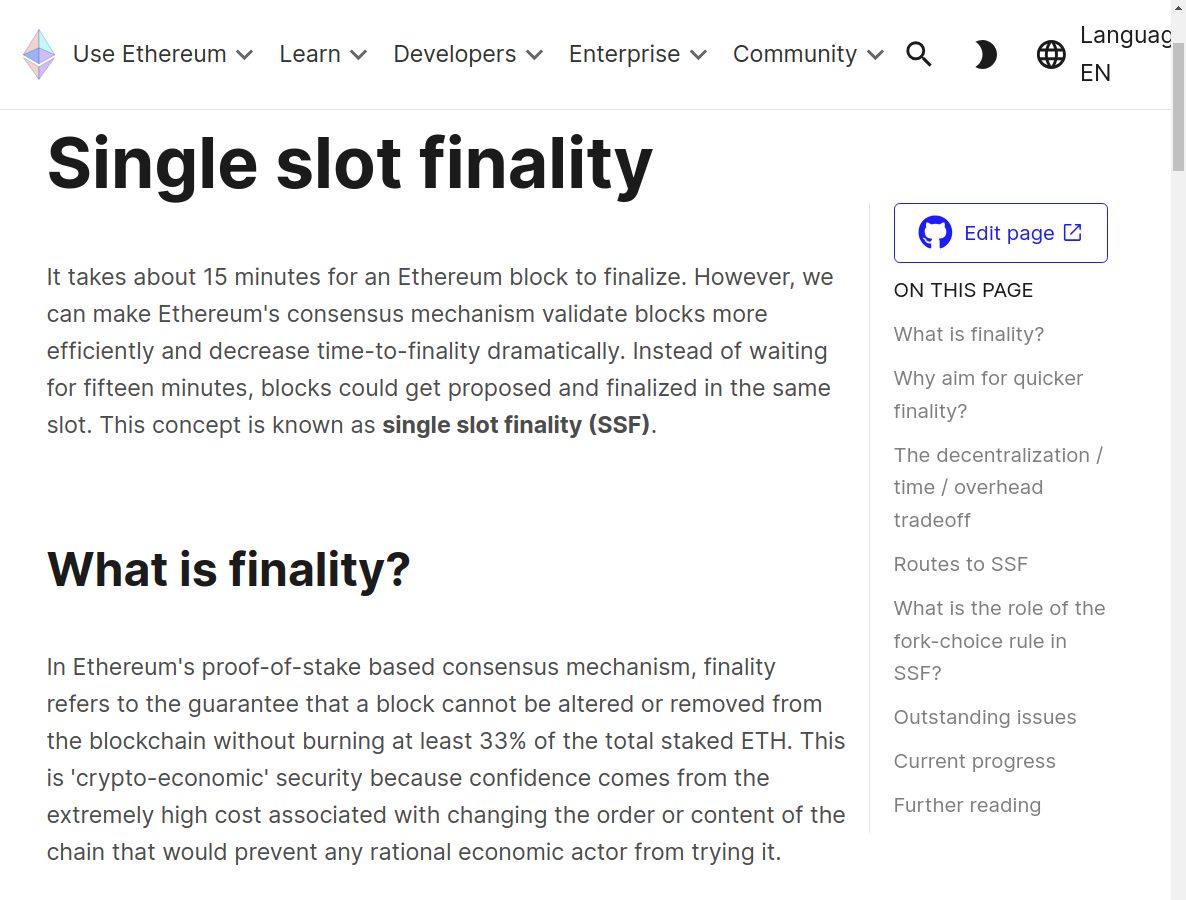 Use Ethereum
Learn
Developers
Enterprise
Community
Languag
EN
Single slot finality
It takes about 15 minutes for an Ethereum block to finalize. However, we
can make Ethereum's consensus mechanism validate blocks more
efficiently and decrease time-to-finality dramatically. Instead of waiting
for fifteen minutes, blocks could get proposed and finalized in the same
slot. This concept is known as single slot finality (SSF).
What is finality?
In Ethereum's proof-of-stake based consensus mechanism, finality
refers to the guarantee that a block cannot be altered or removed from
the blockchain without burning at least 33% of the total staked ETH. This
is 'crypto-economic' security because confidence comes from the
extremely high cost associated with changing the order or content of the
chain that would prevent any rational economic actor from trying it.
Edit page
ON THIS PAGE
What is finality?
Why aim for quicker
finality?
The decentralization /
time / overhead
tradeoff
Routes to SSF
What is the role of the
fork-choice rule in
SSF?
Outstanding issues
Current progress
Further reading